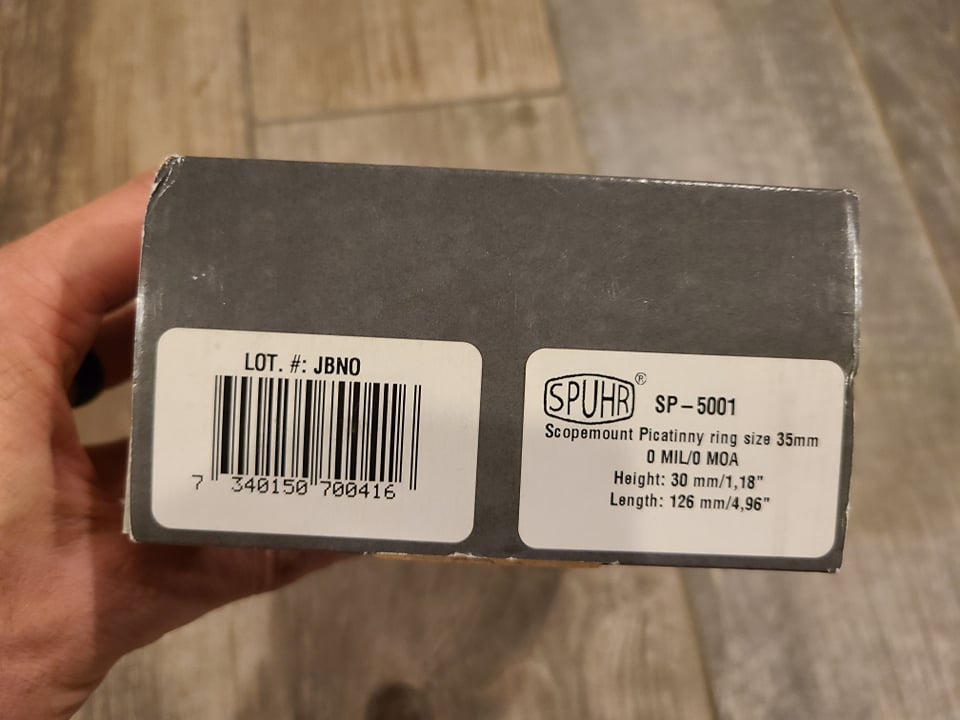 LOT. #: JBNO
7 340150 700416
SPUHR® SP-5001
Scopemount Picatinny ring size 35mm
0 MIL/0 MOA
Height: 30 mm/1,18"
Length: 126 mm/4,96"